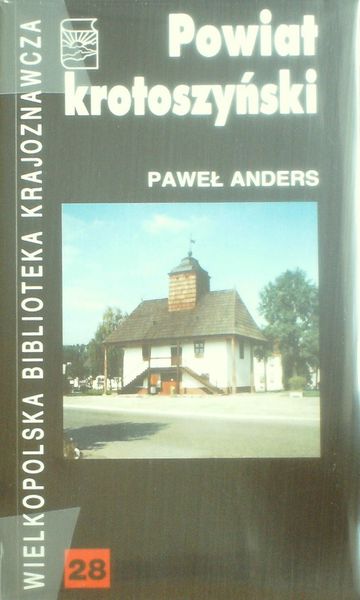 Powiat
krotoszyński
PAWEŁ ANDERS
WIELKOPOLSKA BIBLIOTEKA KRAJOZNAWCZA
28